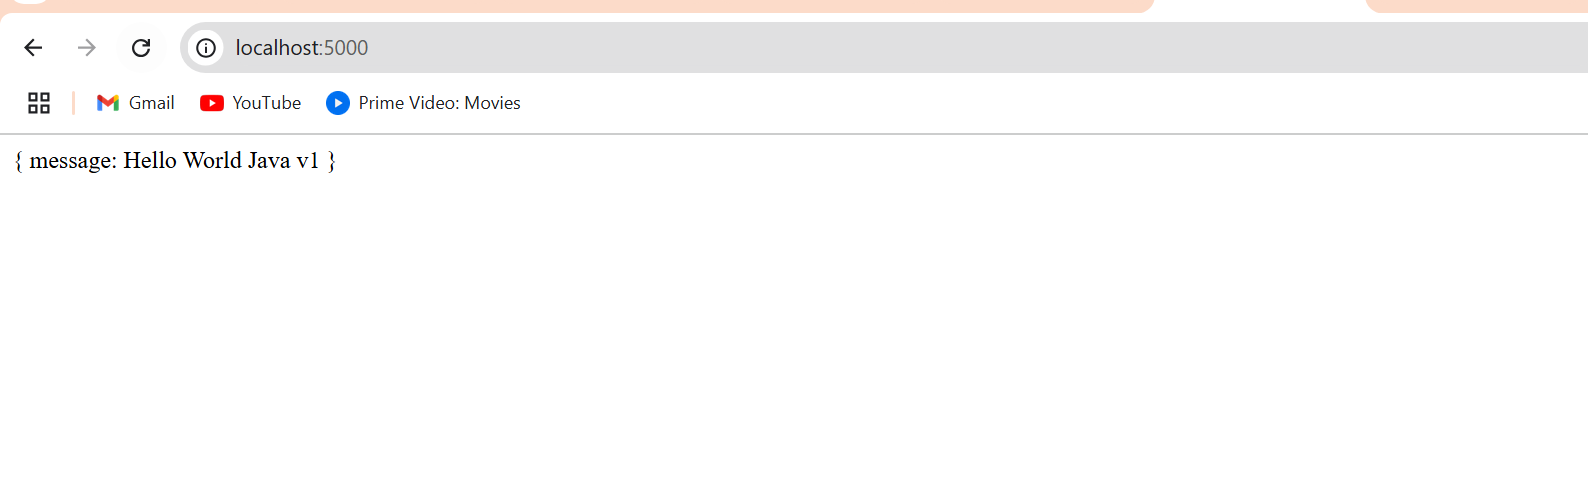 localhost:5000
Gmail YouTube Prime Video: Movies
{ message: Hello World Java v1 }